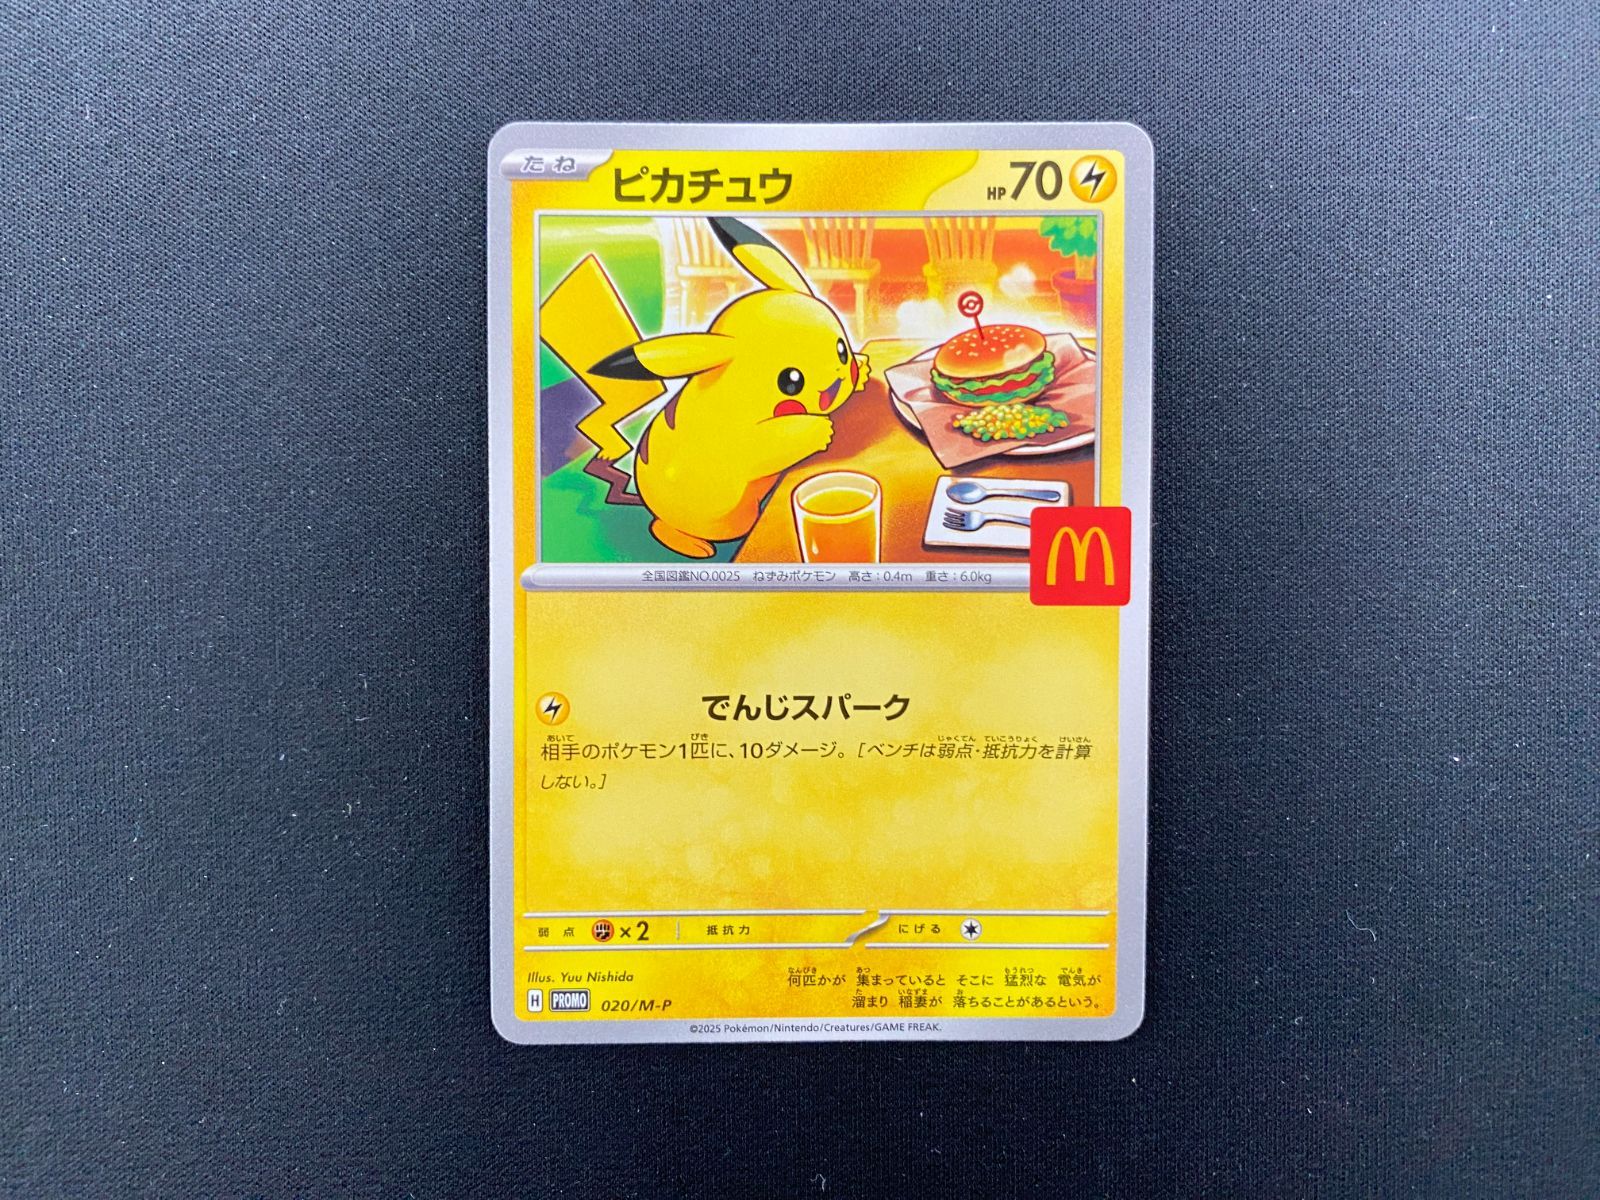 たね
ピカチュウ
HP70
全国図鑑NO.0025 ねずみポケモン 高さ:0.4m 重さ:6.0kg
でんじスパーク
相手のポケモン1匹に、10ダメージ。[ベンチは弱点・抵抗力を計算
しない。]
弱点 ×2 抵抗力 にげる
Illus. Yuu Nishida
H PROMO 020/M-P
何匹かが 集まっていると そこに 猛烈な 電気が
溜まり 稲妻が 落ちることがあるという。
©2025 Pokémon/Nintendo/Creatures/GAME FREAK.